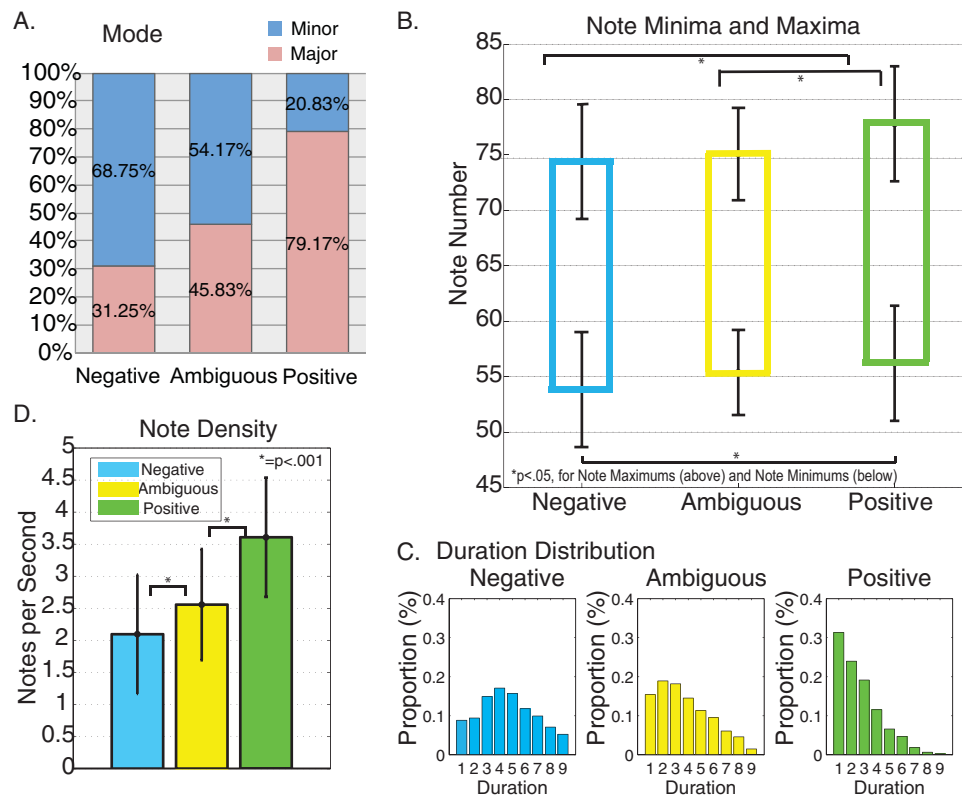 A.
Mode
Minor
Major
100%
90%
80%
70%
60%
50%
40%
30%
20%
10%
0%
68.75%
31.25%
54.17%
45.83%
20.83%
79.17%
Negative Ambiguous Positive
B.
Note Minima and Maxima
Note Number
85
80
75
70
65
60
55
50
45
*
*
*
*p<.05, for Note Maximums (above) and Note Minimums (below)
Negative Ambiguous Positive
D.
Note Density
Notes per Second
5
4.5
4
3.5
3
2.5
2
1.5
1
0.5
0
Negative
Ambiguous
Positive
*=p<.001
*
*
C. Duration Distribution
Negative
Proportion (%)
0.4
0.3
0.2
0.1
0
1 2 3 4 5 6 7 8 9
Duration
Ambiguous
Proportion (%)
0.4
0.3
0.2
0.1
0
1 2 3 4 5 6 7 8 9
Duration
Positive
Proportion (%)
0.4
0.3
0.2
0.1
0
1 2 3 4 5 6 7 8 9
Duration